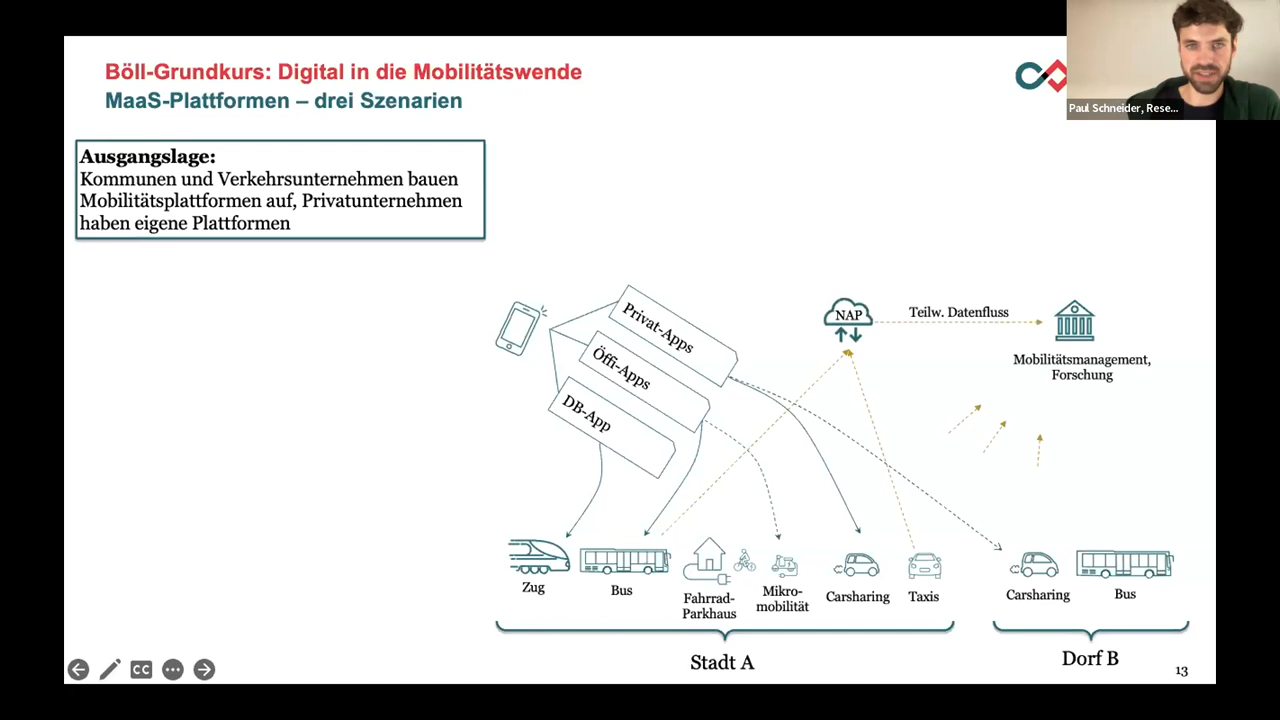 Böll-Grundkurs: Digital in die Mobilitätswende
MaaS-Plattformen – drei Szenarien
Paul Schneider, Rese...
Ausgangslage:
Kommunen und Verkehrsunternehmen bauen
Mobilitätsplattformen auf, Privatunternehmen
haben eigene Plattformen
Privat-Apps
Öffi-Apps
DB-App
NAP
Teilw. Datenfluss
Mobilitätsmanagement,
Forschung
Zug
Bus
Fahrrad-
Parkhaus
Mikro-
mobilität
Carsharing
Taxis
Carsharing
Bus
Stadt A
Dorf B
CC
13